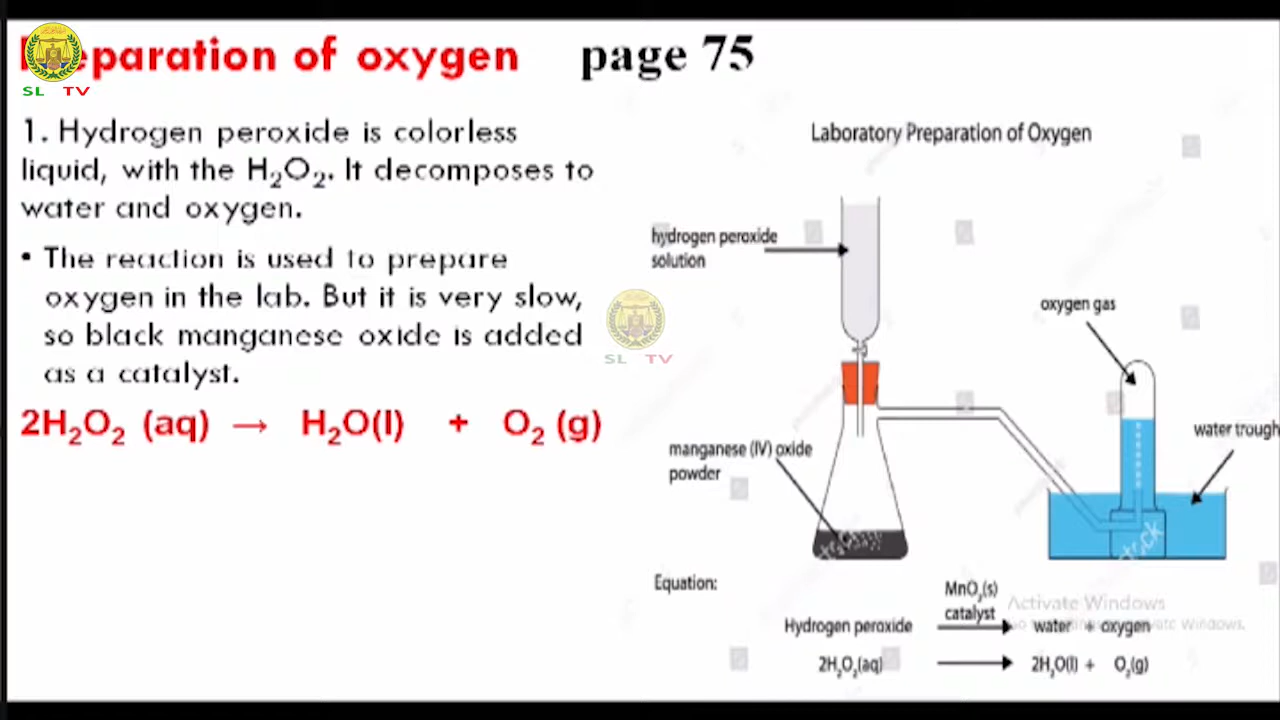 eparation of oxygen page 75
SL TV
1. Hydrogen peroxide is colorless
liquid, with the H₂O₂. It decomposes to
water and oxygen.
• The reaction is used to prepare
oxygen in the lab. But it is very slow,
so black manganese oxide is added
as a catalyst.
2H₂O₂ (aq) → H₂O(l) + O₂ (g)
SL TV
Laboratory Preparation of Oxygen
hydrogen peroxide
solution
oxygen gas
water trough
manganese (IV) oxide
powder
Equation:
MnO₂(s)
catalyst
Hydrogen peroxide → water + oxygen
2H₂O₂(aq) → 2H₂O(l) + O₂(g)
Activate Windows